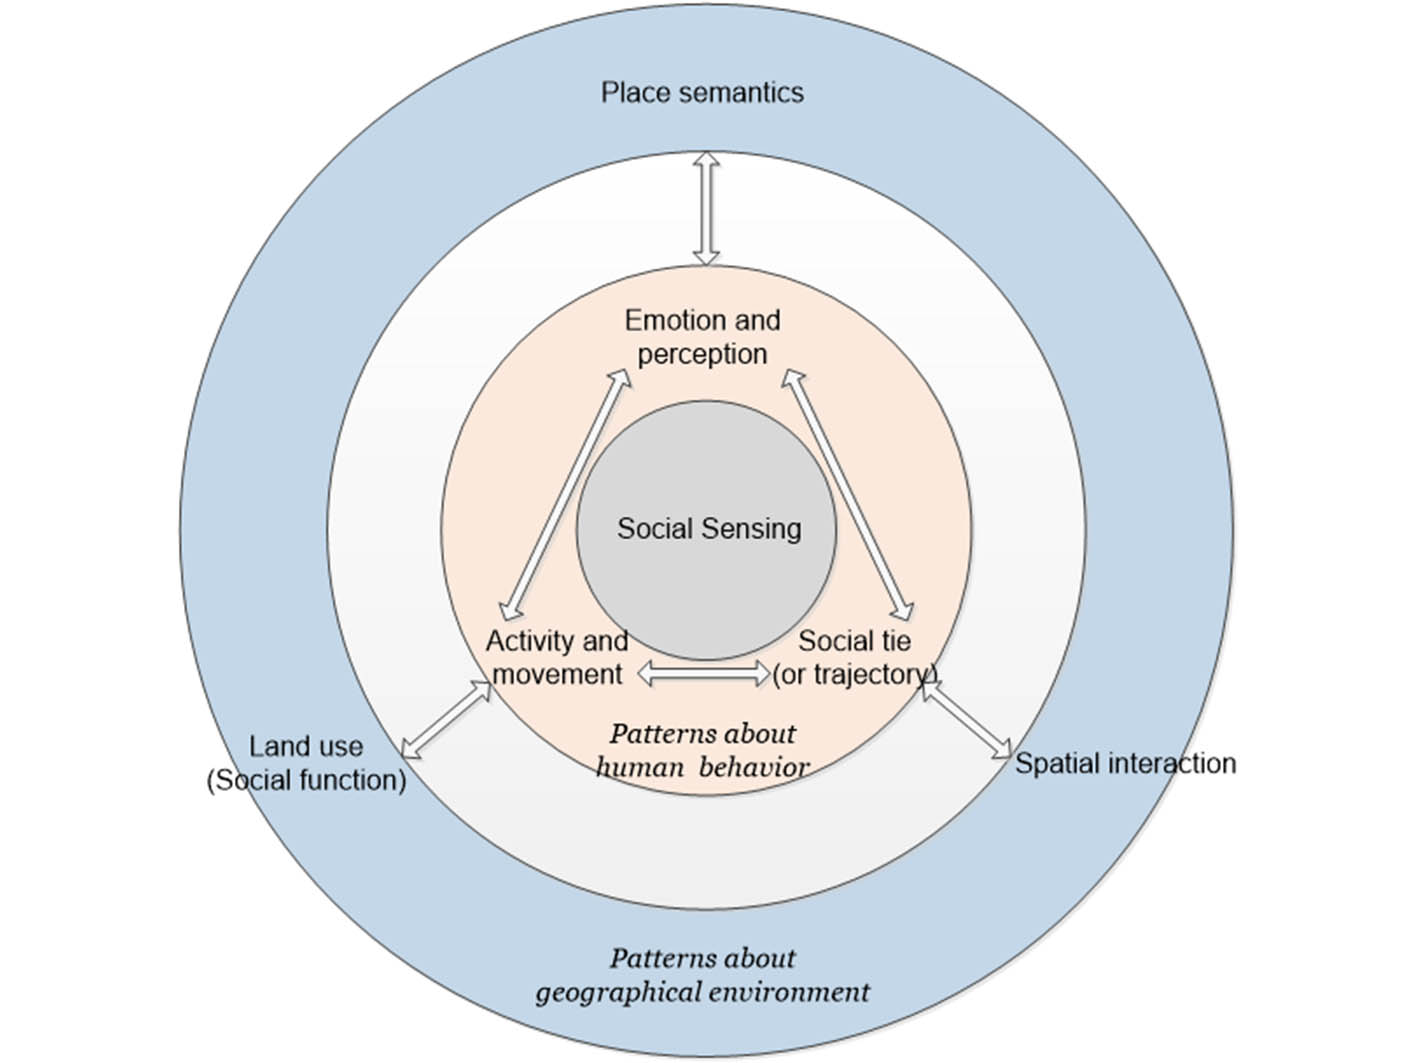 Place semantics
Emotion and
perception
Social Sensing
Activity and
movement
Social tie
(or trajectory)
Patterns about
human behavior
Land use
(Social function)
Spatial interaction
Patterns about
geographical environment